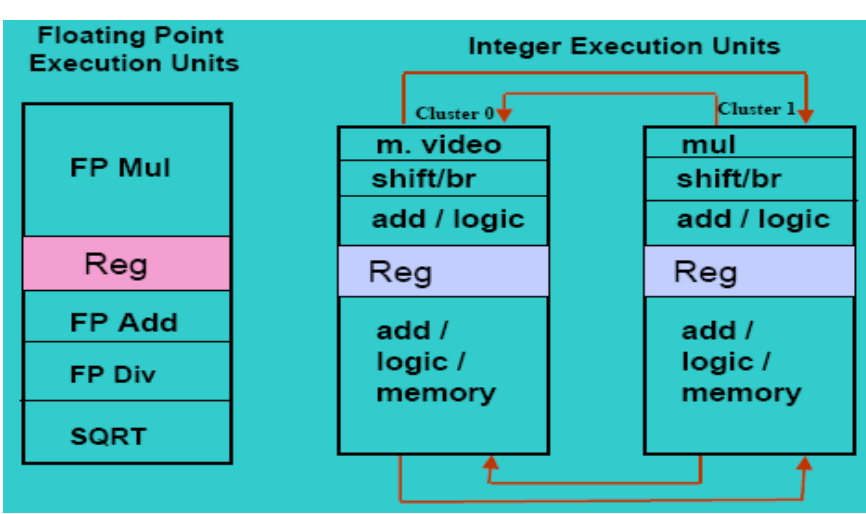 Floating Point
Execution Units
FP Mul
Reg
FP Add
FP Div
SQRT
Integer Execution Units
Cluster 0
m. video
shift/br
add / logic
Reg
add /
logic /
memory
Cluster 1
mul
shift/br
add / logic
Reg
add /
logic /
memory